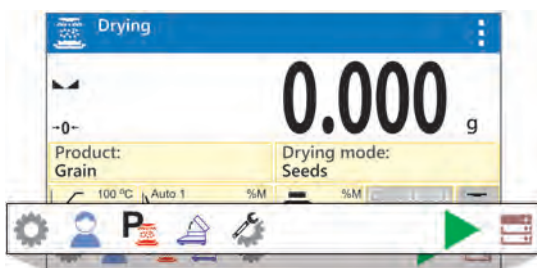 Drying
0.000 g
→0←
Product: Drying mode:
Grain Seeds
100 °C Auto 1 %M %M
P